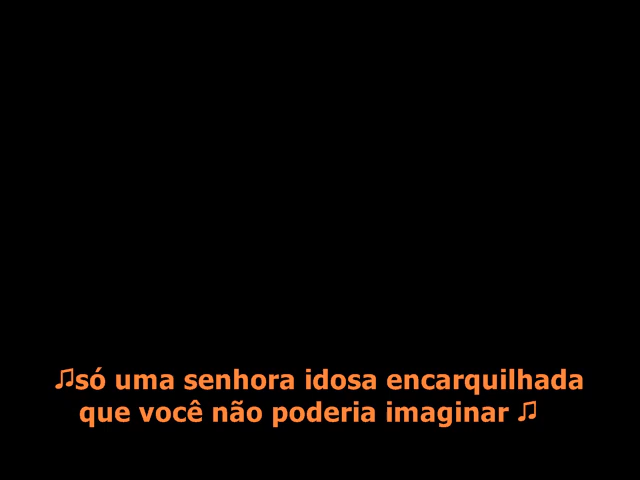 ♫só uma senhora idosa encarquilhada
que você não poderia imaginar ♫